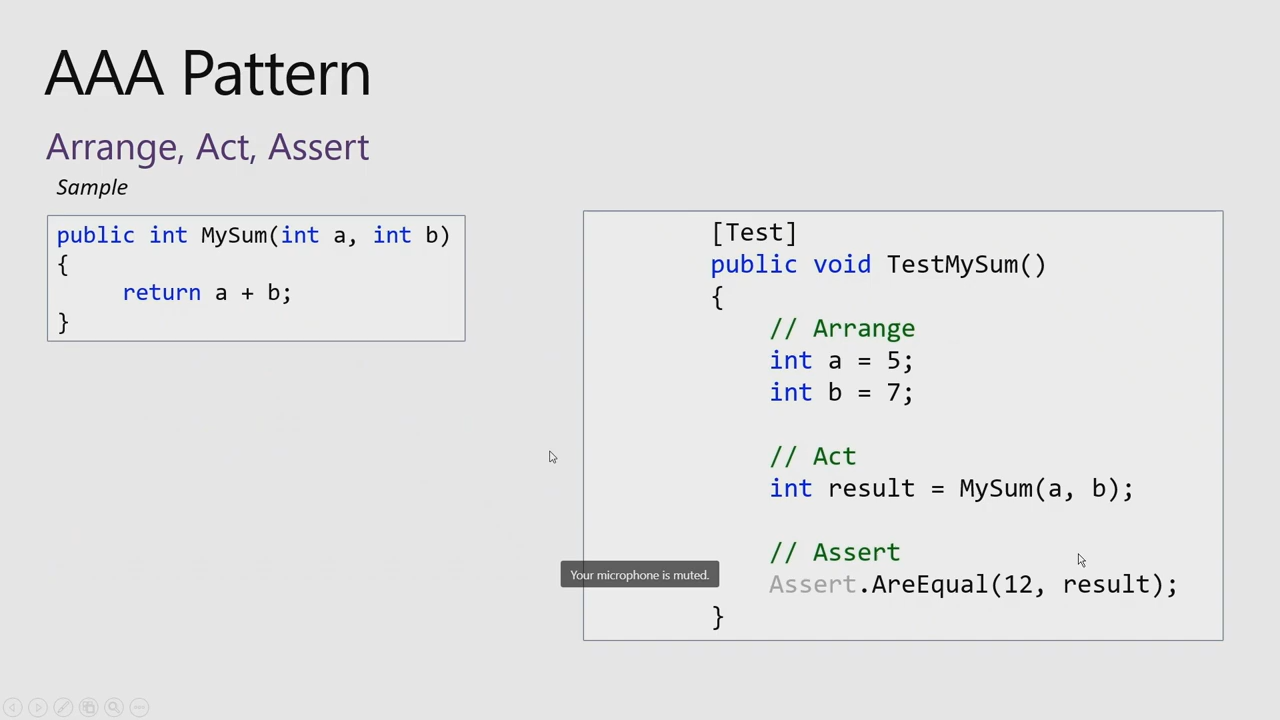 AAA Pattern
Arrange, Act, Assert
Sample
public int MySum(int a, int b)
{
return a + b;
}
[Test]
public void TestMySum()
{
// Arrange
int a = 5;
int b = 7;
// Act
int result = MySum(a, b);
// Assert
Assert.AreEqual(12, result);
}
Your microphone is muted.